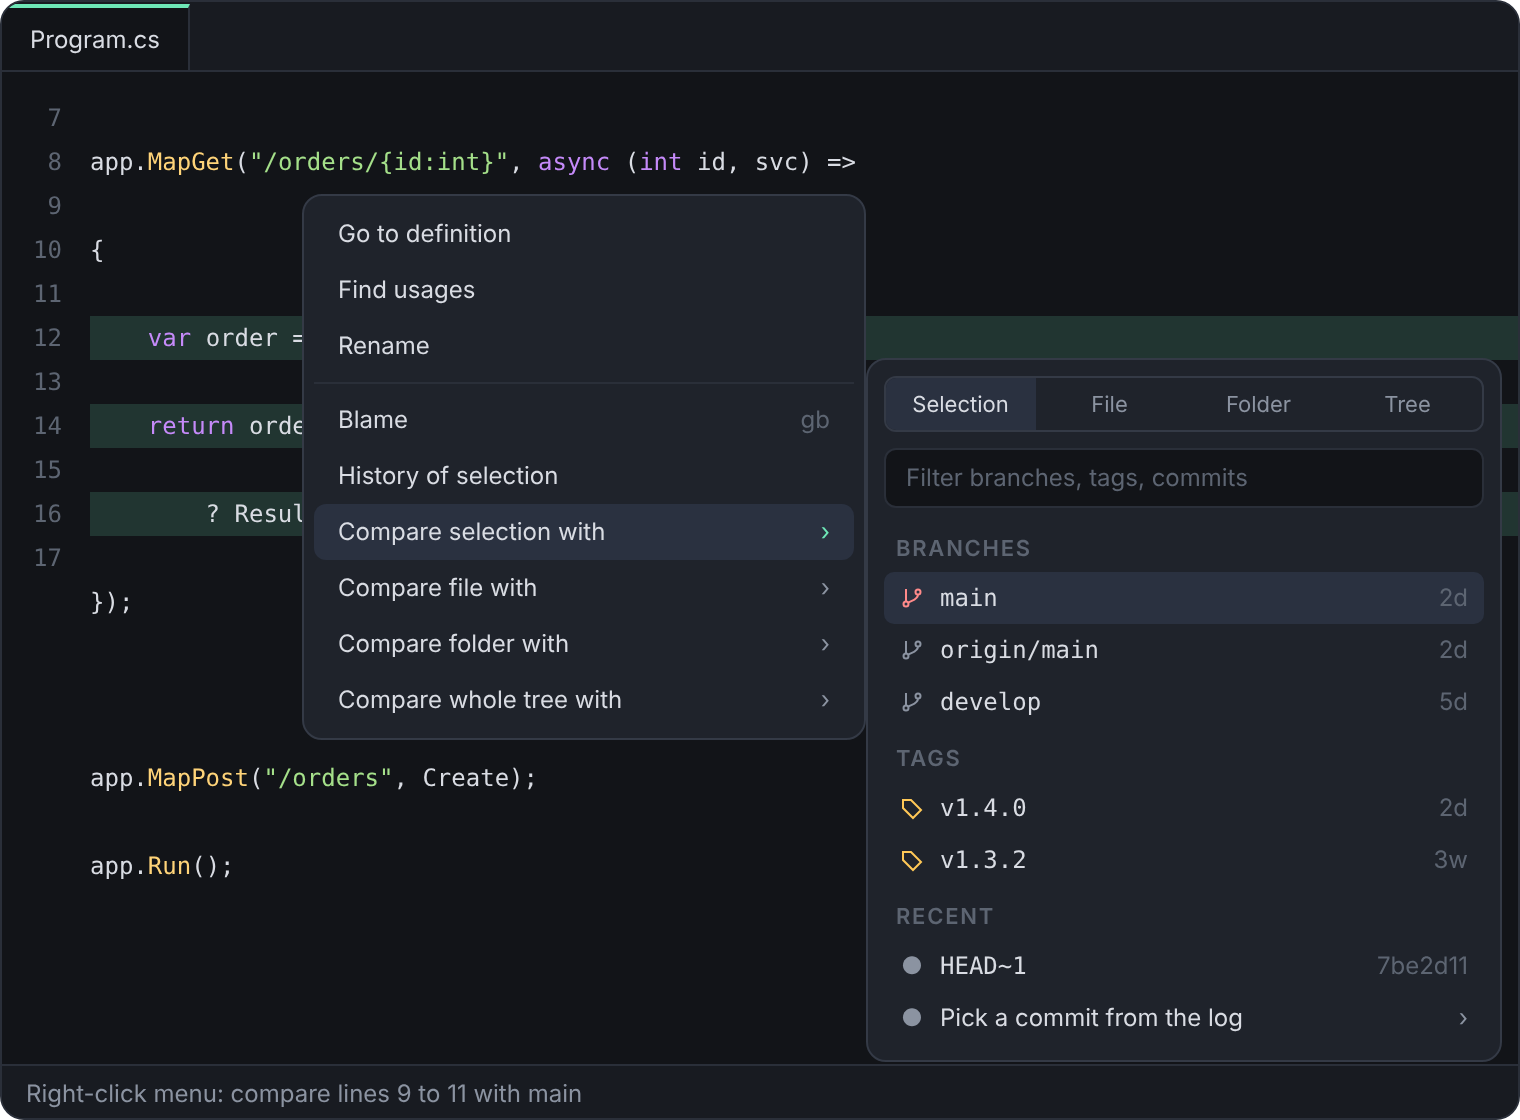 Program.cs
7
8 app.MapGet("/orders/{id:int}", async (int id, svc) =>
9
10 {
11
12 var order =
13
14 return orde
15
16 ? Resul
17
});
app.MapPost("/orders", Create);
app.Run();
Go to definition
Find usages
Rename
Blame gb
History of selection
Compare selection with ›
Compare file with ›
Compare folder with ›
Compare whole tree with ›
Selection File Folder Tree
Filter branches, tags, commits
BRANCHES
main 2d
origin/main 2d
develop 5d
TAGS
v1.4.0 2d
v1.3.2 3w
RECENT
HEAD~1 7be2d11
Pick a commit from the log ›
Right-click menu: compare lines 9 to 11 with main